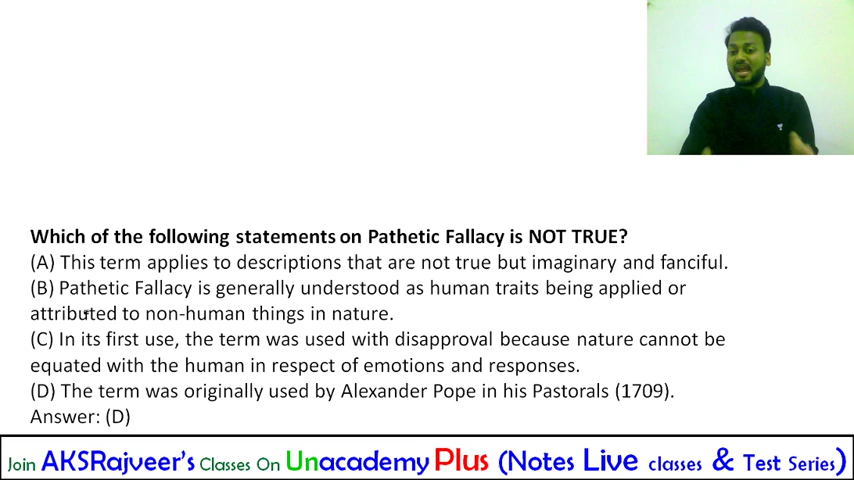 Which of the following statements on Pathetic Fallacy is NOT TRUE?
(A) This term applies to descriptions that are not true but imaginary and fanciful.
(B) Pathetic Fallacy is generally understood as human traits being applied or
attributed to non-human things in nature.
(C) In its first use, the term was used with disapproval because nature cannot be
equated with the human in respect of emotions and responses.
(D) The term was originally used by Alexander Pope in his Pastorals (1709).
Answer: (D)
Join AKSRajveer's Classes On Unacademy Plus (Notes Live classes & Test Series)